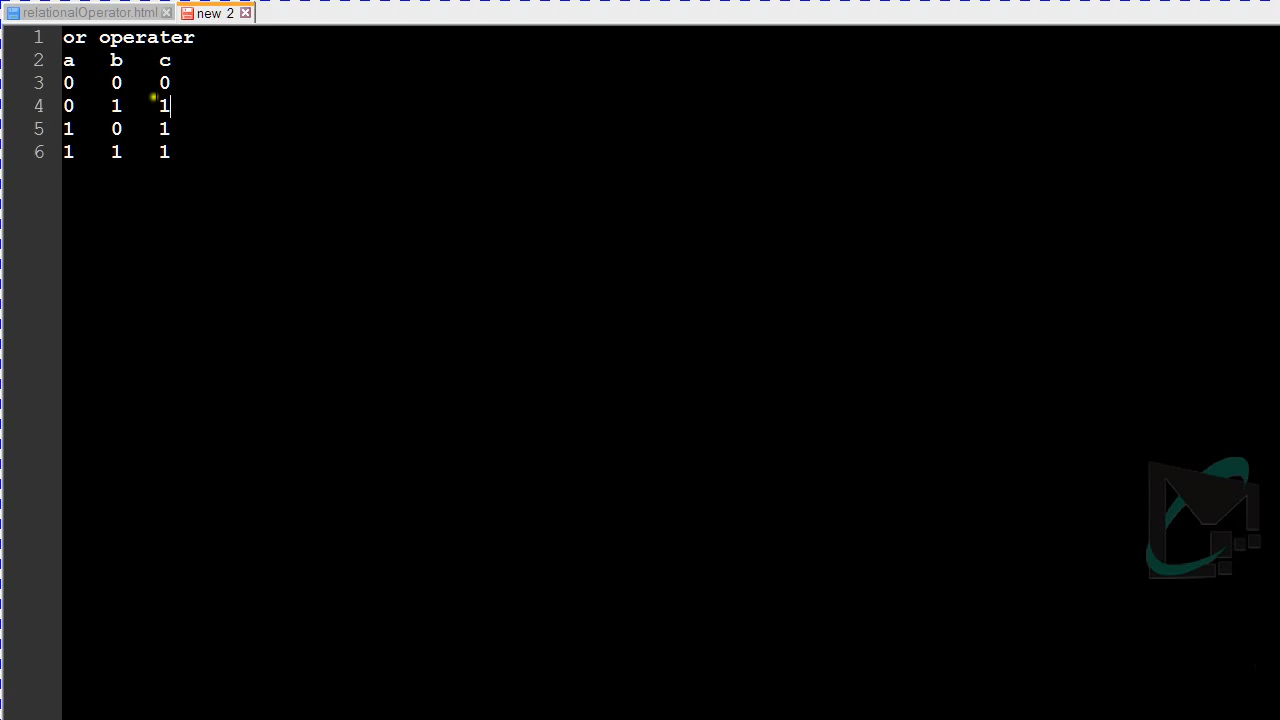 relationalOperator.html new 2
1 or operater
2 a b c
3 0 0 0
4 0 1 1
5 1 0 1
6 1 1 1